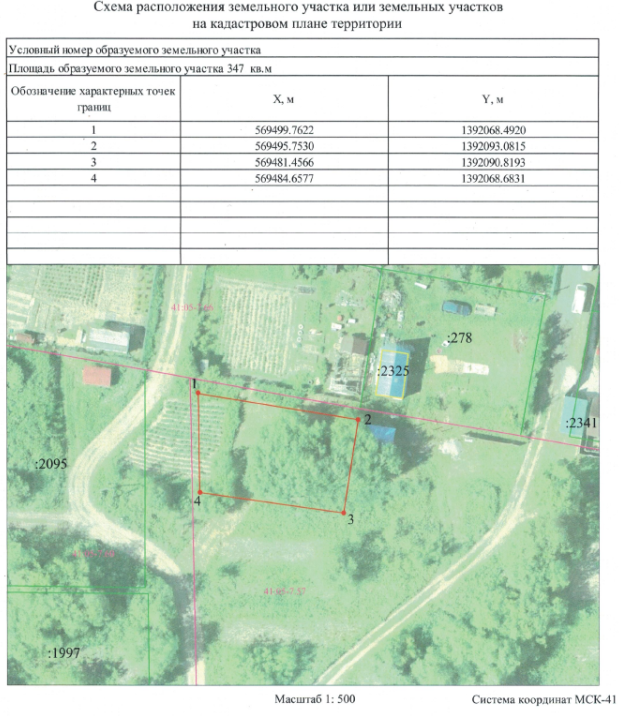 Схема расположения земельного участка или земельных участков
на кадастровом плане территории
Условный номер образуемого земельного участка
Площадь образуемого земельного участка 347 кв.м
Обозначение характерных точек границ X, м Y, м
1 569499.7622 1392068.4920
2 569495.7530 1392093.0815
3 569481.4566 1392090.8193
4 569484.6577 1392068.6831
:278
:2325
1
2
:2341
:2095
4
3
:1997
Масштаб 1: 500 Система координат МСК-41